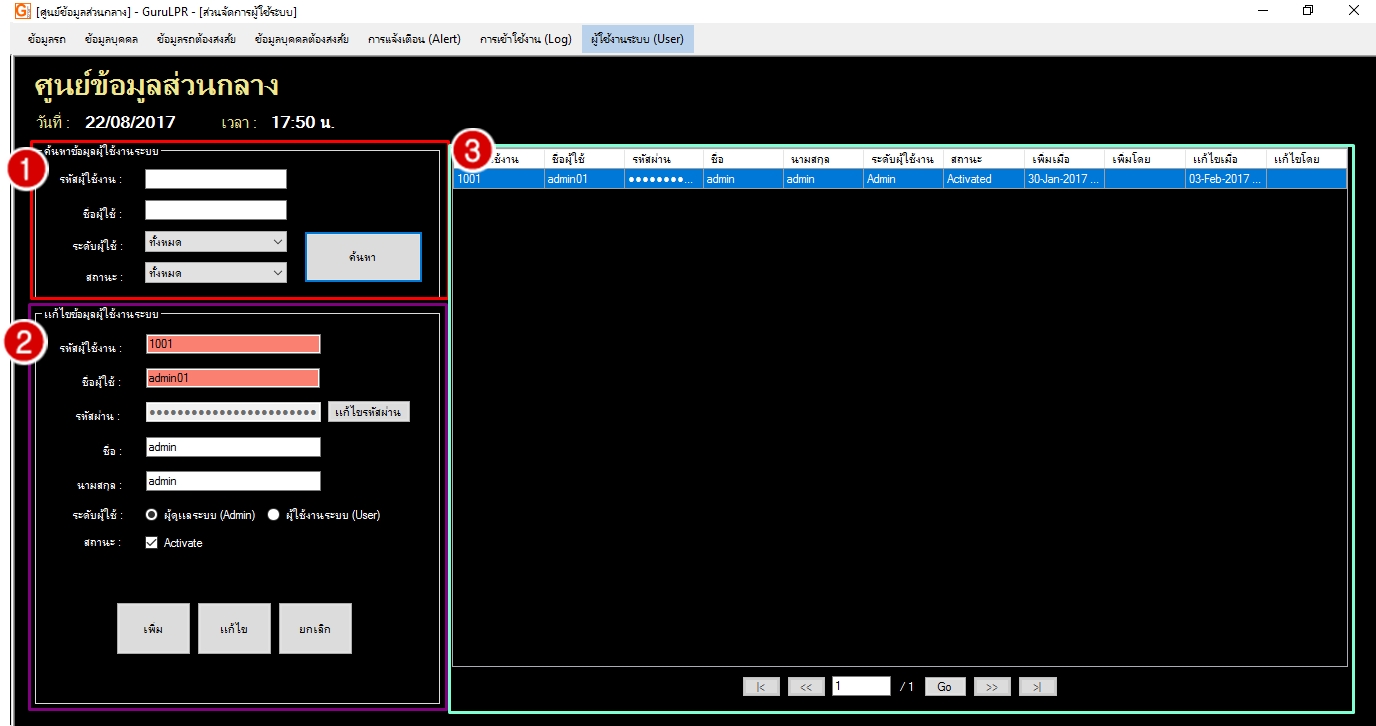 [ศูนย์ข้อมูลส่วนกลาง] - GuruLPR - [ส่วนจัดการผู้ใช้ระบบ]
ข้อมูลรถ ข้อมูลบุคคล ข้อมูลรถต้องสงสัย ข้อมูลบุคคลต้องสงสัย การแจ้งเตือน (Alert) การเข้าใช้งาน (Log) ผู้ใช้งานระบบ (User)
ศูนย์ข้อมูลส่วนกลาง
วันที่ : 22/08/2017 เวลา : 17:50 น.
1
ค้นหาข้อมูลผู้ใช้งานระบบ
รหัสผู้ใช้งาน :
ชื่อผู้ใช้ :
ระดับผู้ใช้ : ทั้งหมด
สถานะ : ทั้งหมด
ค้นหา
2
แก้ไขข้อมูลผู้ใช้งานระบบ
รหัสผู้ใช้งาน : 1001
ชื่อผู้ใช้ : admin01
รหัสผ่าน : ●●●●●●●●●●●●●●●●●●●●●●●● แก้ไขรหัสผ่าน
ชื่อ : admin
นามสกุล : admin
ระดับผู้ใช้ : ผู้ดูแลระบบ (Admin) ผู้ใช้งานระบบ (User)
สถานะ : Activate
เพิ่ม แก้ไข ยกเลิก
3
ใช้งาน ชื่อผู้ใช้ รหัสผ่าน ชื่อ นามสกุล ระดับผู้ใช้งาน สถานะ เพิ่มเมื่อ เพิ่มโดย แก้ไขเมื่อ แก้ไขโดย
1001 admin01 ●●●●●●●●... admin admin Admin Activated 30-Jan-2017 ... 03-Feb-2017 ...
|< << 1 / 1 Go >> >|